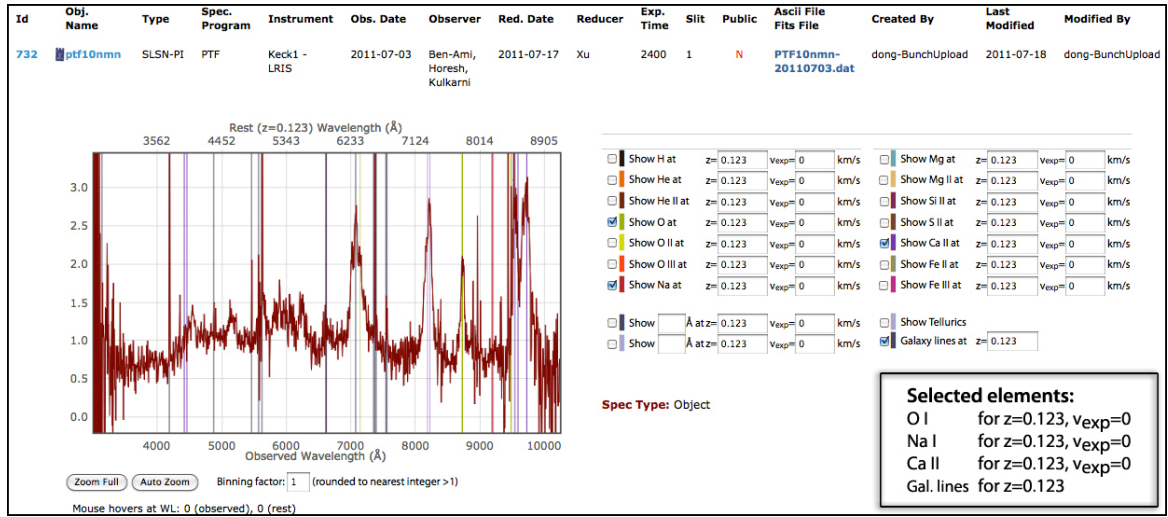 Id Obj. Name Type Spec. Program Instrument Obs. Date Observer Red. Date Reducer Exp. Time Slit Public Ascii File Fits File Created By Last Modified Modified By
732 ptf10nmn SLSN-PI PTF Keck1 - LRIS 2011-07-03 Ben-Ami, Horesh, Kulkarni 2011-07-17 Xu 2400 1 N PTF10nmn-20110703.dat dong-BunchUpload 2011-07-18 dong-BunchUpload
Rest (z=0.123) Wavelength (Å)
3562 4452 5343 6233 7124 8014 8905
3.0
2.5
2.0
1.5
1.0
0.5
0.0
4000 5000 6000 7000 8000 9000 10000
Observed Wavelength (Å)
Zoom Full Auto Zoom Binning factor: 1 (rounded to nearest integer >1)
Mouse hovers at WL: 0 (observed), 0 (rest)
Show H at z= 0.123 vexp= 0 km/s
Show He at z= 0.123 vexp= 0 km/s
Show He II at z= 0.123 vexp= 0 km/s
Show O at z= 0.123 vexp= 0 km/s
Show O II at z= 0.123 vexp= 0 km/s
Show O III at z= 0.123 vexp= 0 km/s
Show Na at z= 0.123 vexp= 0 km/s
Show Å at z= 0.123 vexp= 0 km/s
Show Å at z= 0.123 vexp= 0 km/s
Show Mg at z= 0.123 vexp= 0 km/s
Show Mg II at z= 0.123 vexp= 0 km/s
Show Si II at z= 0.123 vexp= 0 km/s
Show S II at z= 0.123 vexp= 0 km/s
Show Ca II at z= 0.123 vexp= 0 km/s
Show Fe II at z= 0.123 vexp= 0 km/s
Show Fe III at z= 0.123 vexp= 0 km/s
Show Tellurics
Galaxy lines at z= 0.123
Spec Type: Object
Selected elements:
O I for z=0.123, vexp=0
Na I for z=0.123, vexp=0
Ca II for z=0.123, vexp=0
Gal. lines for z=0.123